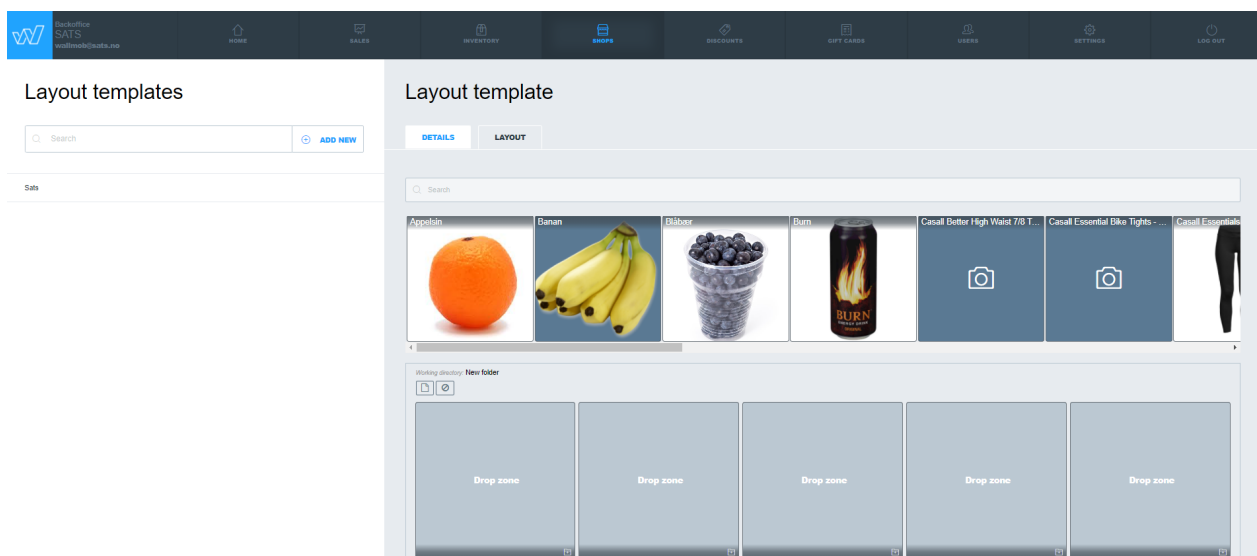 Backoffice
SATS
wallmob@sats.no
HOME
SALES
INVENTORY
SHOPS
DISCOUNTS
GIFT CARDS
USERS
SETTINGS
LOG OUT
Layout templates
Search
ADD NEW
Sats
Layout template
DETAILS
LAYOUT
Search
Appelsin
Banan
Blåbær
Burn
Casall Better High Waist 7/8 T...
Casall Essential Bike Tights - ...
Casall Essentials
BURN
ENERGY DRINK
Working directory: New folder
Drop zone
Drop zone
Drop zone
Drop zone
Drop zone